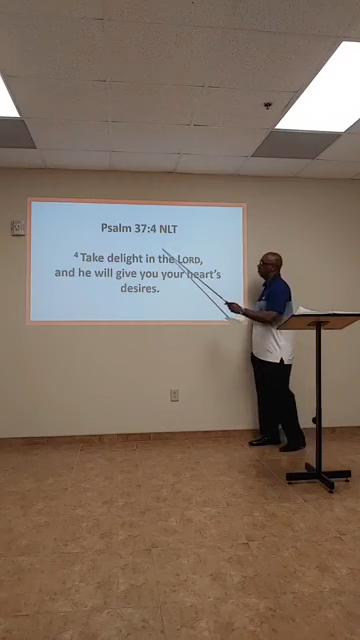 Psalm 37:4 NLT
4 Take delight in the LORD,
and he will give you your heart's
desires.